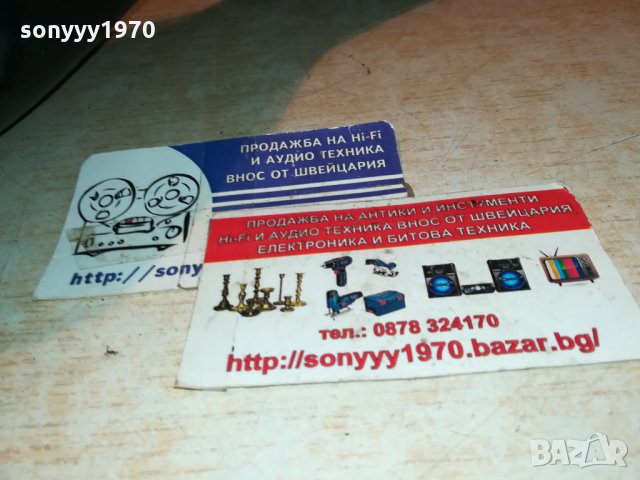 sonyyy1970
ПРОДАЖБА НА Hi-Fi
И АУДИО ТЕХНИКА
ВНОС ОТ ШВЕЙЦАРИЯ
http://sony
ПРОДАЖБА НА АНТИКИ И ИНСТУМЕНТИ
Hi-Fi И АУДИО ТЕХНИКА ВНОС ОТ ШВЕЙЦАРИЯ,
ЕЛЕКТРОНИКА И БИТОВА ТЕХНИКА
тел.: 0878 324170
http://sonyyy1970.bazar.bg/
BAZAR